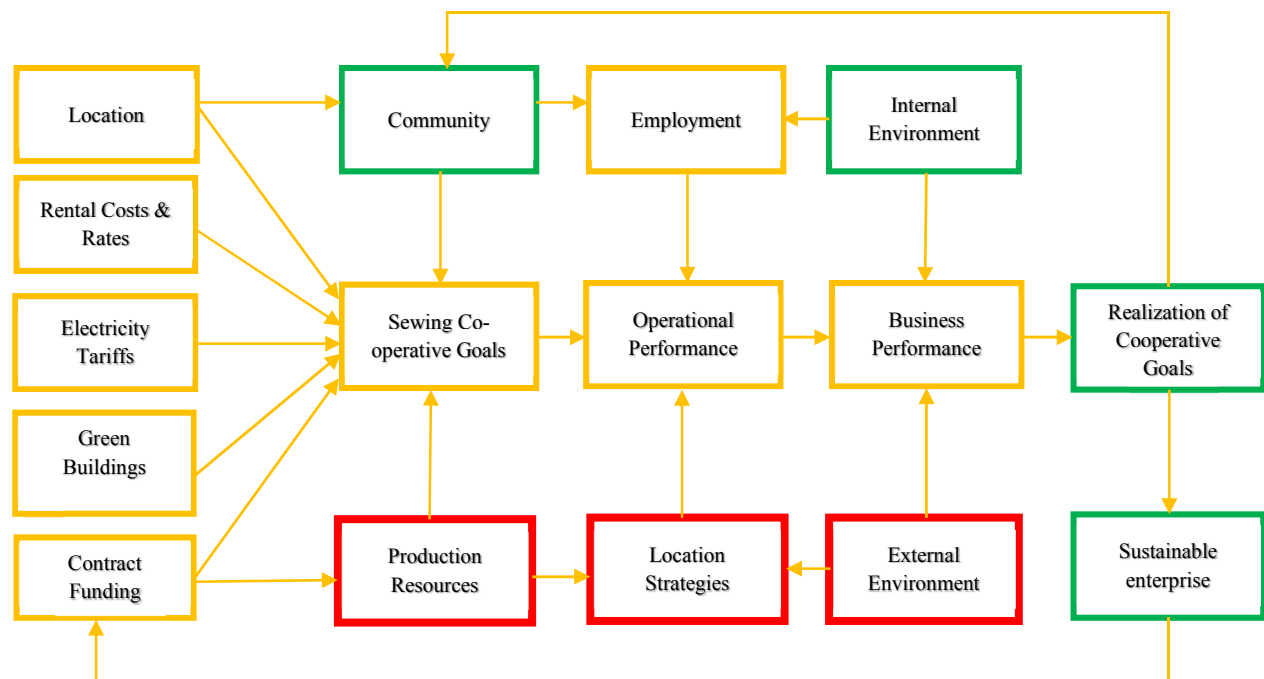 Location
Community
Employment
Internal
Environment
Rental Costs &
Rates
Electricity
Tariffs
Sewing Co-
operative Goals
Operational
Performance
Business
Performance
Realization of
Cooperative
Goals
Green
Buildings
Contract
Funding
Production
Resources
Location
Strategies
External
Environment
Sustainable
enterprise